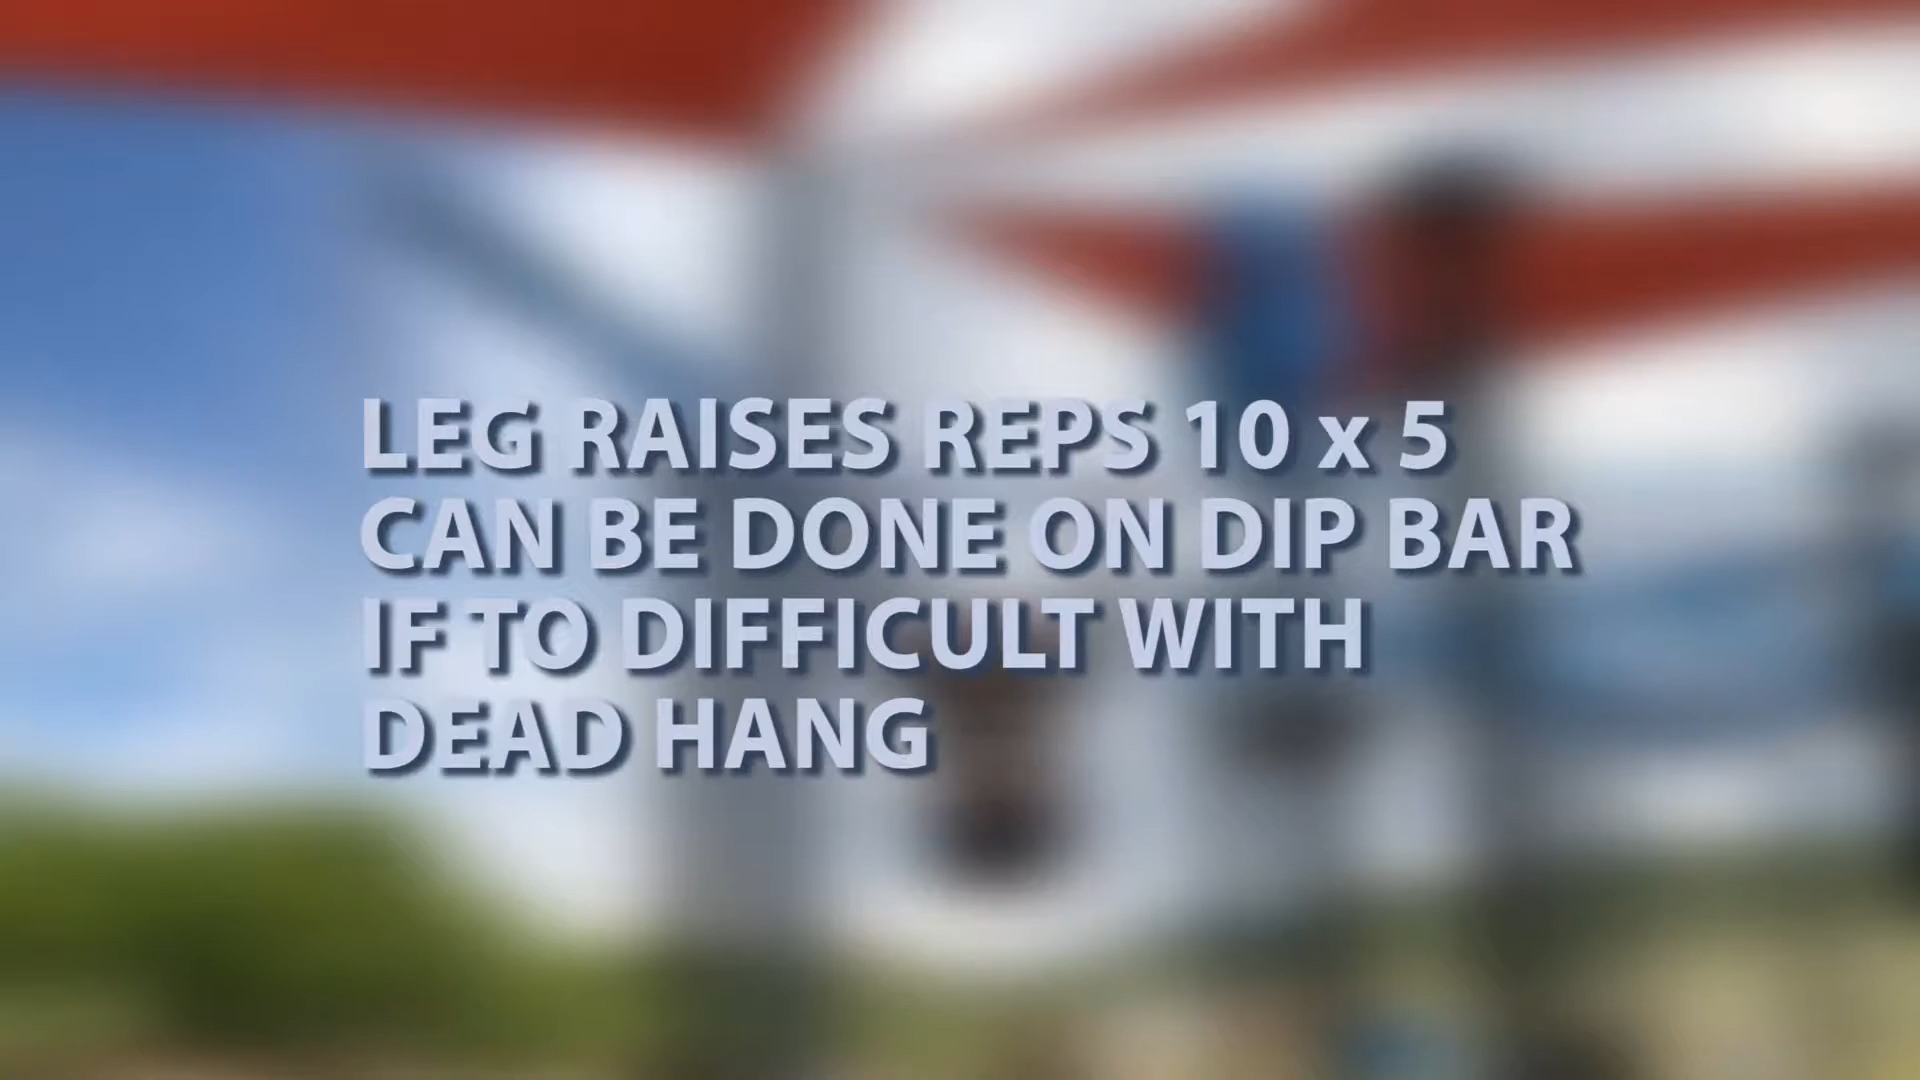 LEG RAISES REPS 10 x 5
CAN BE DONE ON DIP BAR
IF TO DIFFICULT WITH
DEAD HANG